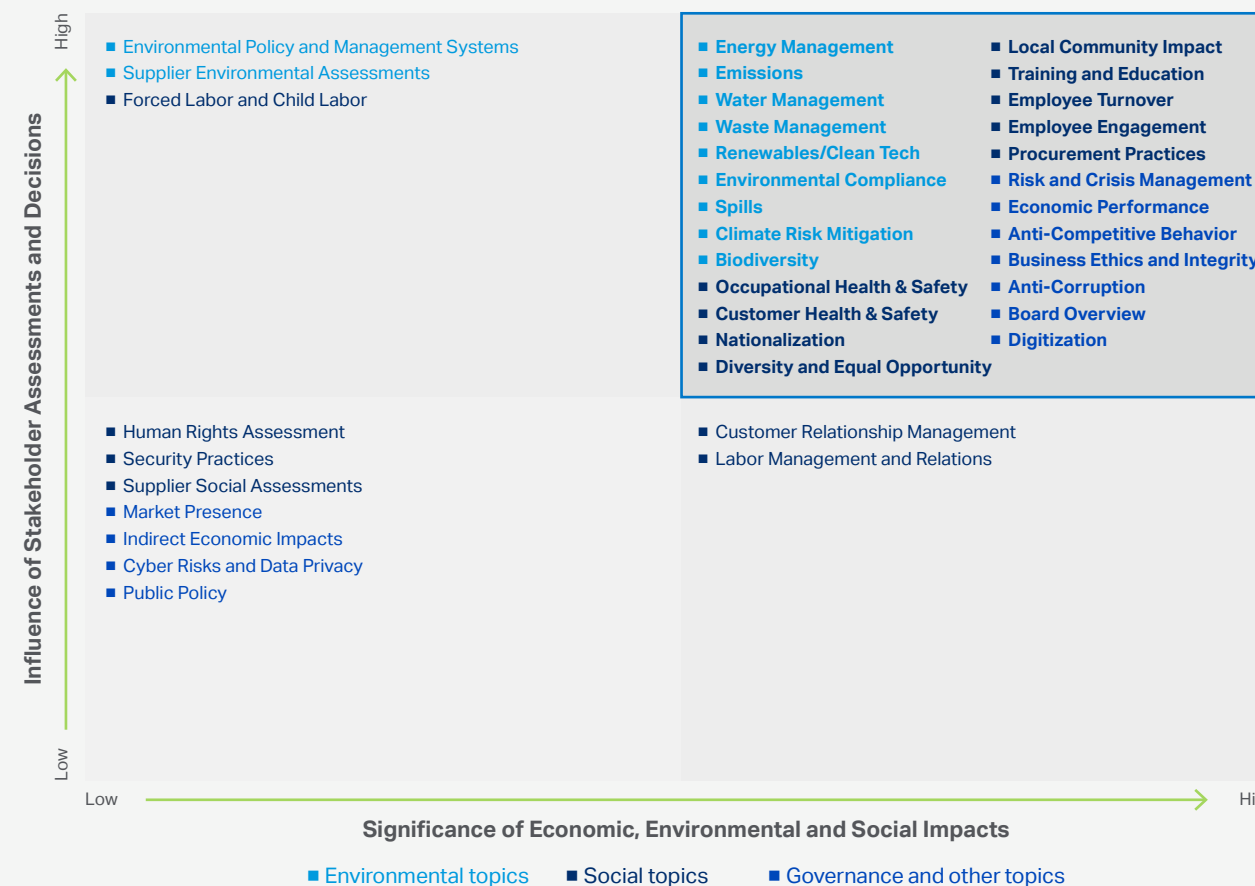 High
Influence of Stakeholder Assessments and Decisions
Low
Environmental Policy and Management Systems
Supplier Environmental Assessments
Forced Labor and Child Labor
Energy Management
Emissions
Water Management
Waste Management
Renewables/Clean Tech
Environmental Compliance
Spills
Climate Risk Mitigation
Biodiversity
Occupational Health & Safety
Customer Health & Safety
Nationalization
Diversity and Equal Opportunity
Local Community Impact
Training and Education
Employee Turnover
Employee Engagement
Procurement Practices
Risk and Crisis Management
Economic Performance
Anti-Competitive Behavior
Business Ethics and Integrity
Anti-Corruption
Board Overview
Digitization
Human Rights Assessment
Security Practices
Supplier Social Assessments
Market Presence
Indirect Economic Impacts
Cyber Risks and Data Privacy
Public Policy
Customer Relationship Management
Labor Management and Relations
Low
Significance of Economic, Environmental and Social Impacts
Environmental topics
Social topics
Governance and other topics